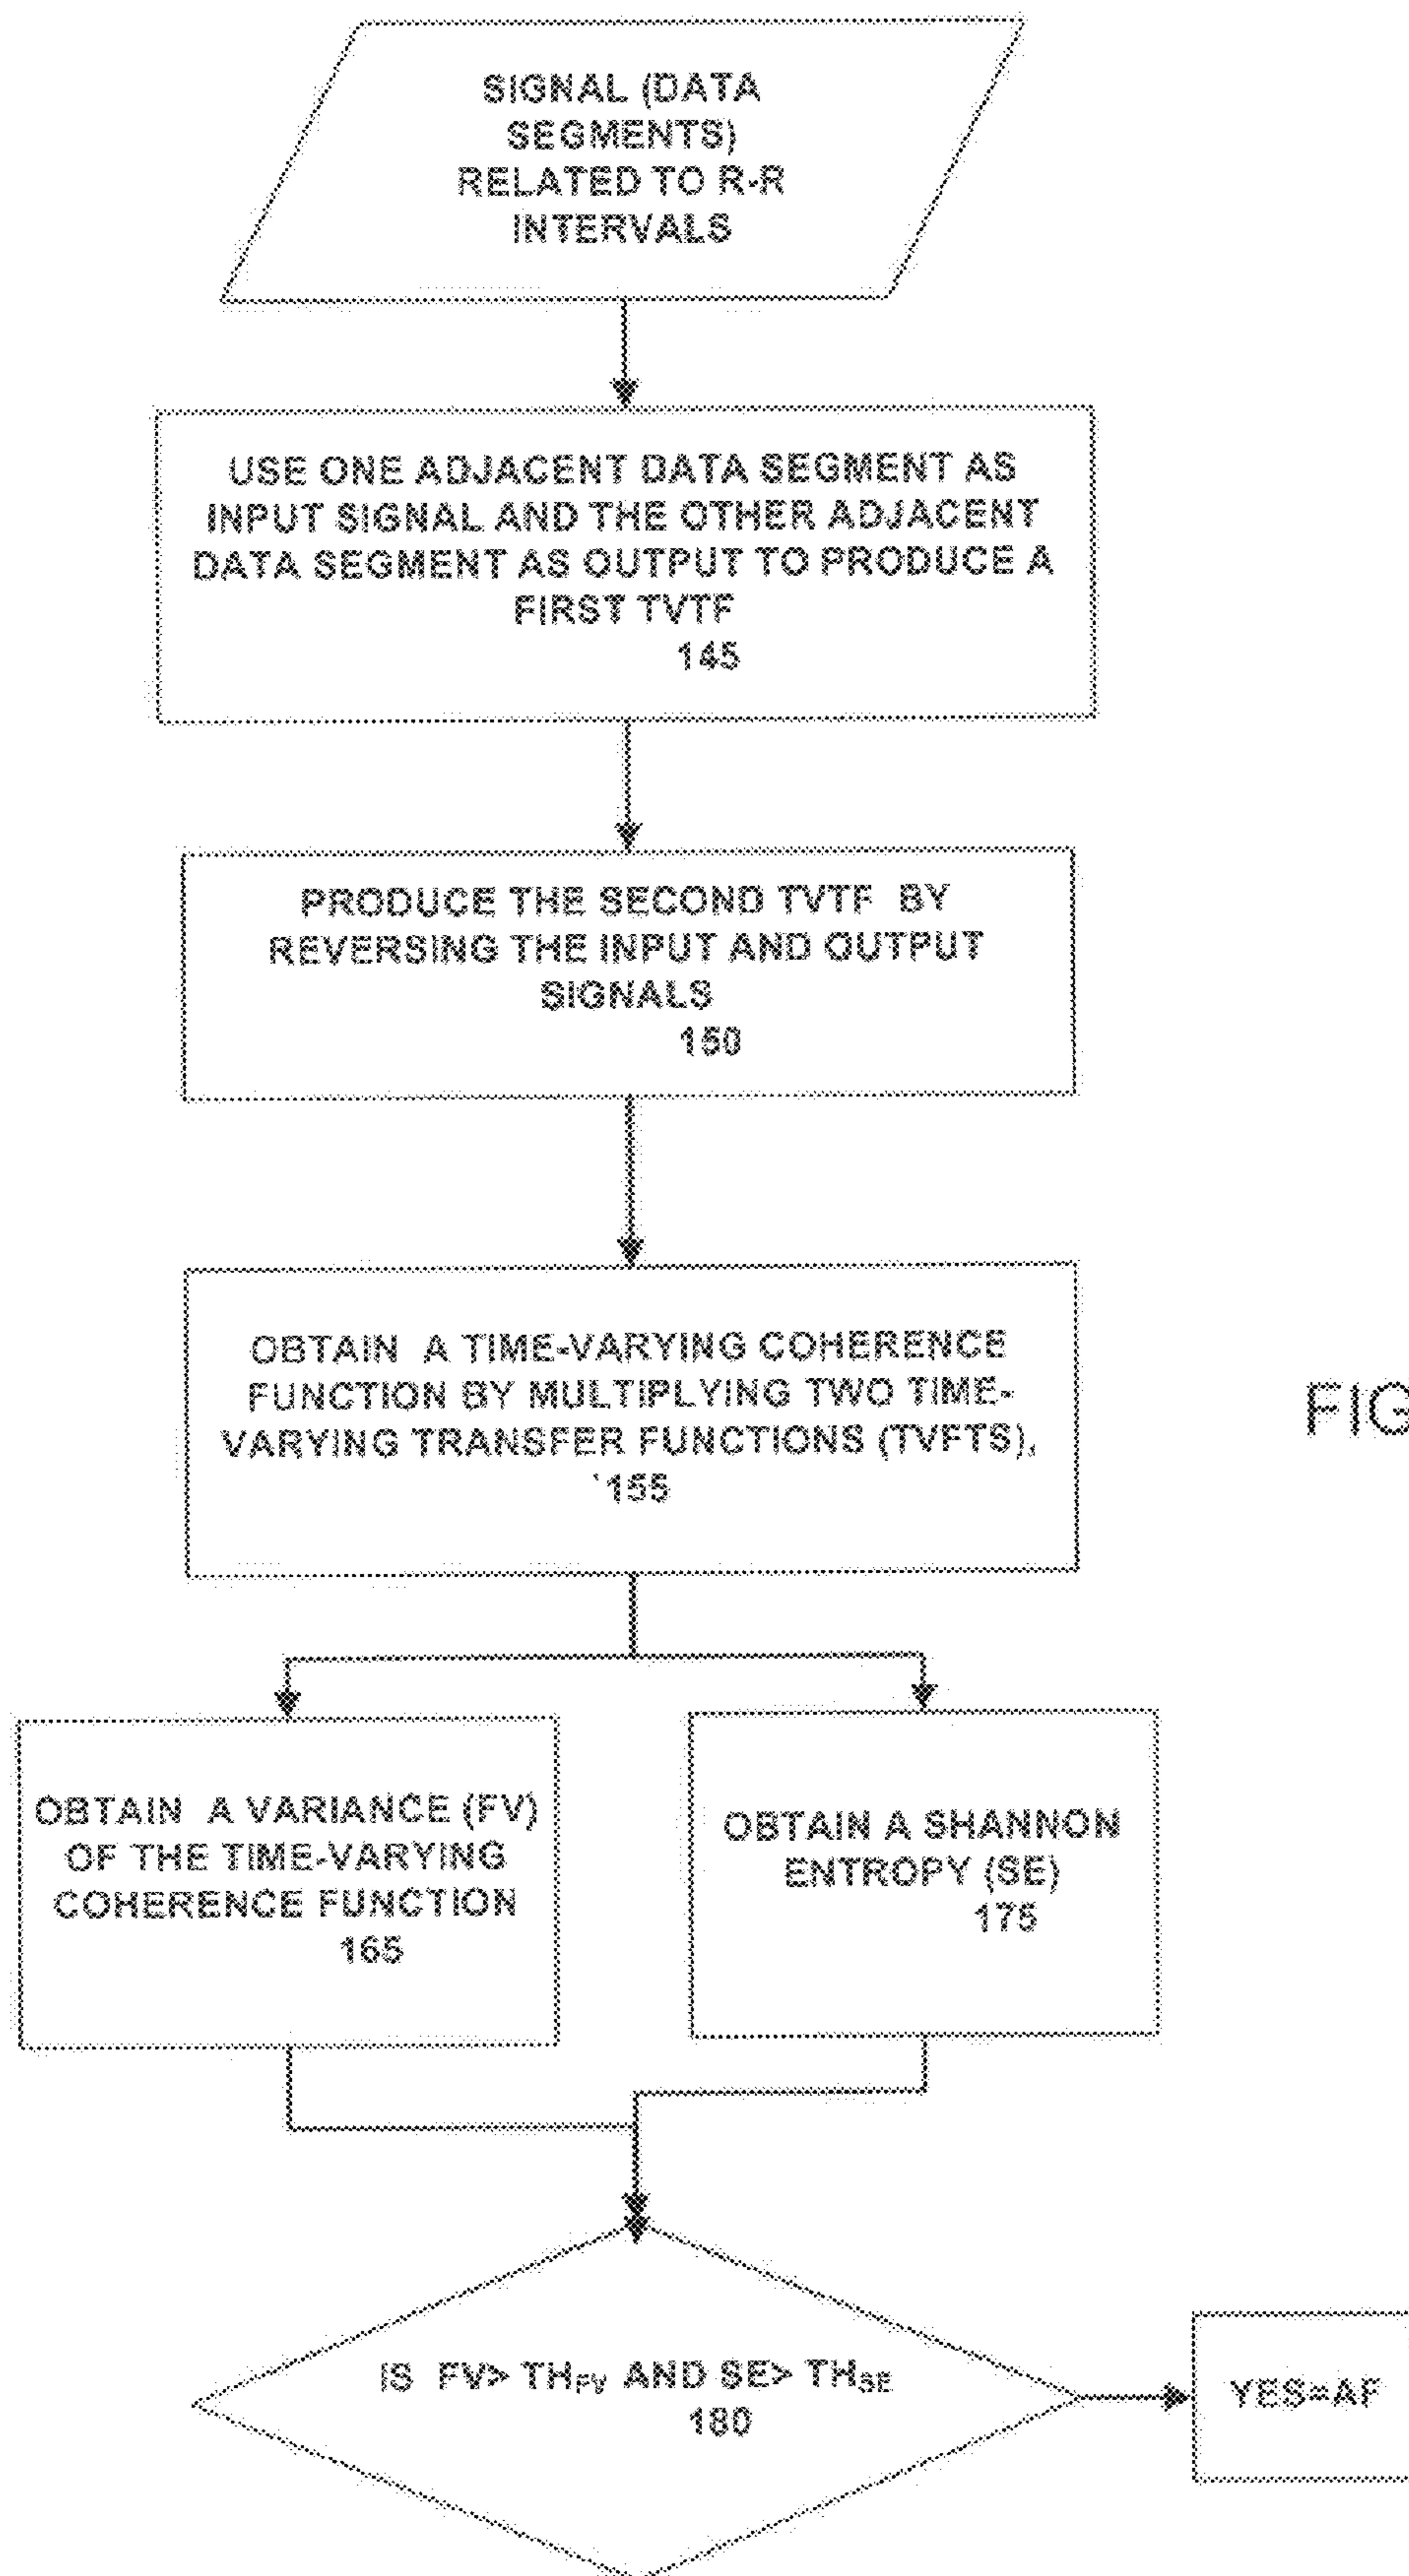 SIGNAL (DATA
SEGMENTS)
RELATED TO R-R
INTERVALS
USE ONE ADJACENT DATA SEGMENT AS
INPUT SIGNAL AND THE OTHER ADJACENT
DATA SEGMENT AS OUTPUT TO PRODUCE A
FIRST TVTF
145
PRODUCE THE SECOND TVTF BY
REVERSING THE INPUT AND OUTPUT
SIGNALS
150
OBTAIN A TIME-VARYING COHERENCE
FUNCTION BY MULTIPLYING TWO TIME-
VARYING TRANSFER FUNCTIONS (TVFTS),
155
FIG
OBTAIN A VARIANCE (FV)
OF THE TIME-VARYING
COHERENCE FUNCTION
165
OBTAIN A SHANNON
ENTROPY (SE)
175
IS FV> TH_FV AND SE> TH_SE
180
YES=AF